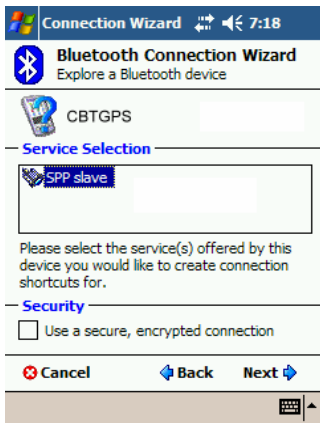 Connection Wizard 7:18
Bluetooth Connection Wizard
Explore a Bluetooth device
CBTGPS
Service Selection
SPP slave
Please select the service(s) offered by this
device you would like to create connection
shortcuts for.
Security
Use a secure, encrypted connection
Cancel Back Next